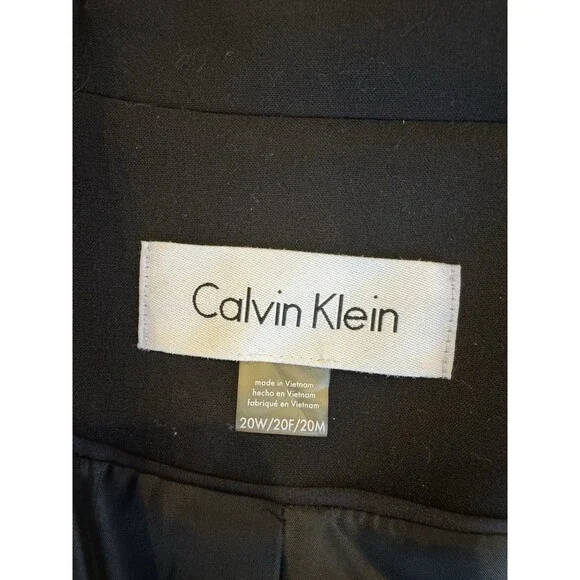 Calvin Klein
made in Vietnam
hecho en Vietnam
fabriqué en Vietnam
20W/20F/20M